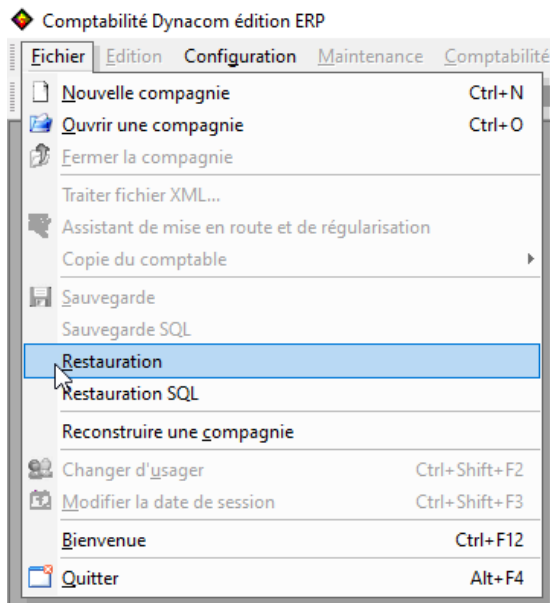 Comptabilité Dynacom édition ERP
Fichier Edition Configuration Maintenance Comptabilité
Nouvelle compagnie Ctrl+N
Ouvrir une compagnie Ctrl+O
Fermer la compagnie
Traiter fichier XML...
Assistant de mise en route et de régularisation
Copie du comptable
Sauvegarde
Sauvegarde SQL
Restauration
Restauration SQL
Reconstruire une compagnie
Changer d'usager Ctrl+Shift+F2
Modifier la date de session Ctrl+Shift+F3
Bienvenue Ctrl+F12
Quitter Alt+F4